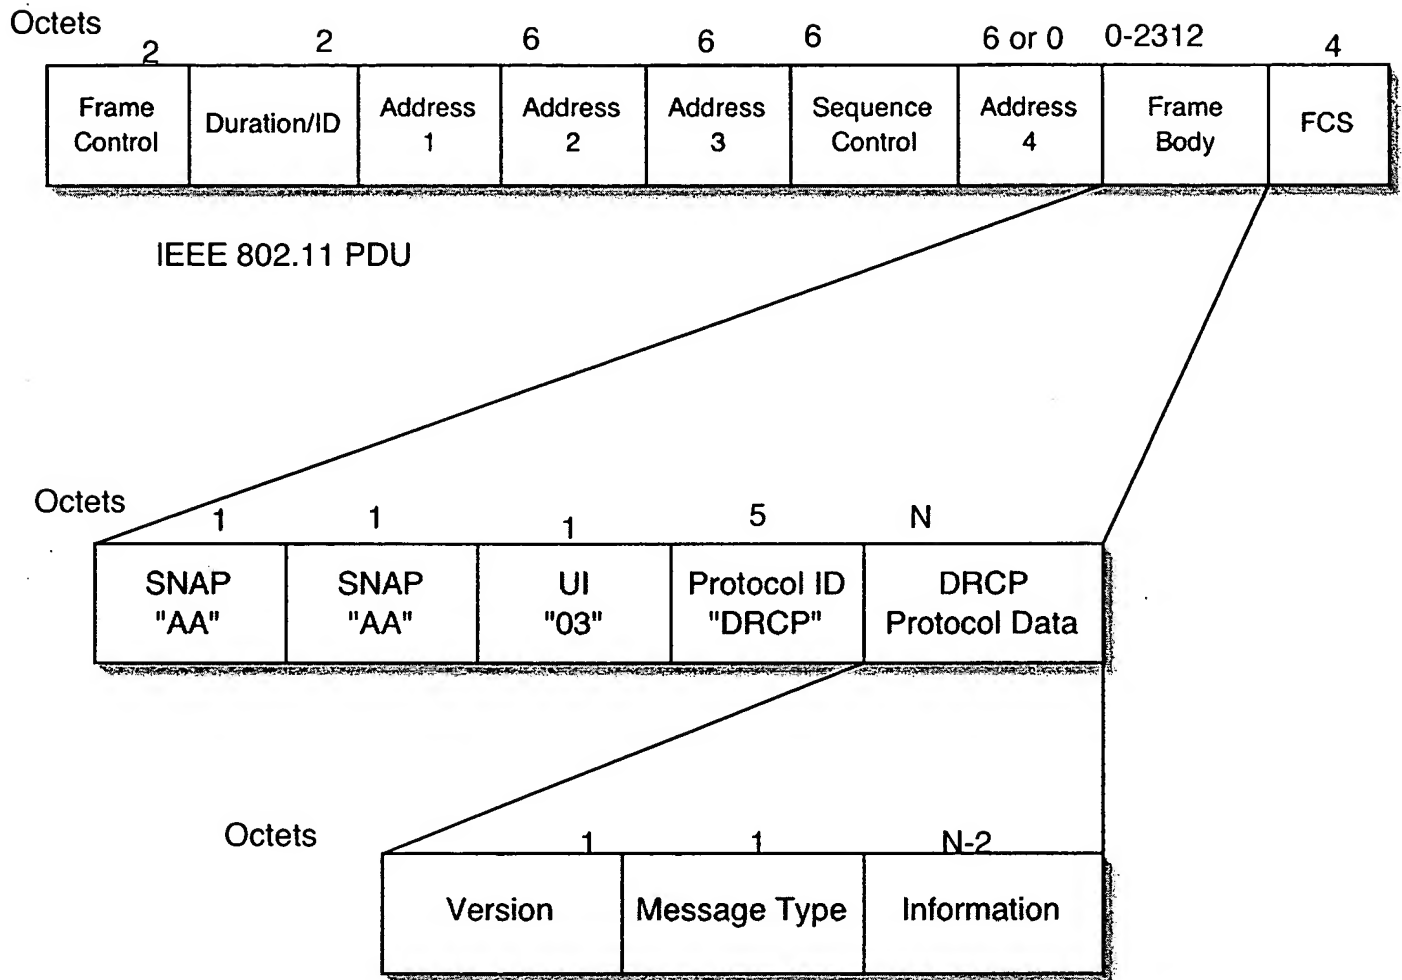 Octets
2 2 6 6 6 6 or 0 0-2312 4
Frame Control
Duration/ID
Address 1
Address 2
Address 3
Sequence Control
Address 4
Frame Body
FCS
IEEE 802.11 PDU
Octets
1 1 1 5 N
SNAP "AA"
SNAP "AA"
UI "03"
Protocol ID "DRCP"
DRCP Protocol Data
Octets
1 1 N-2
Version
Message Type
Information